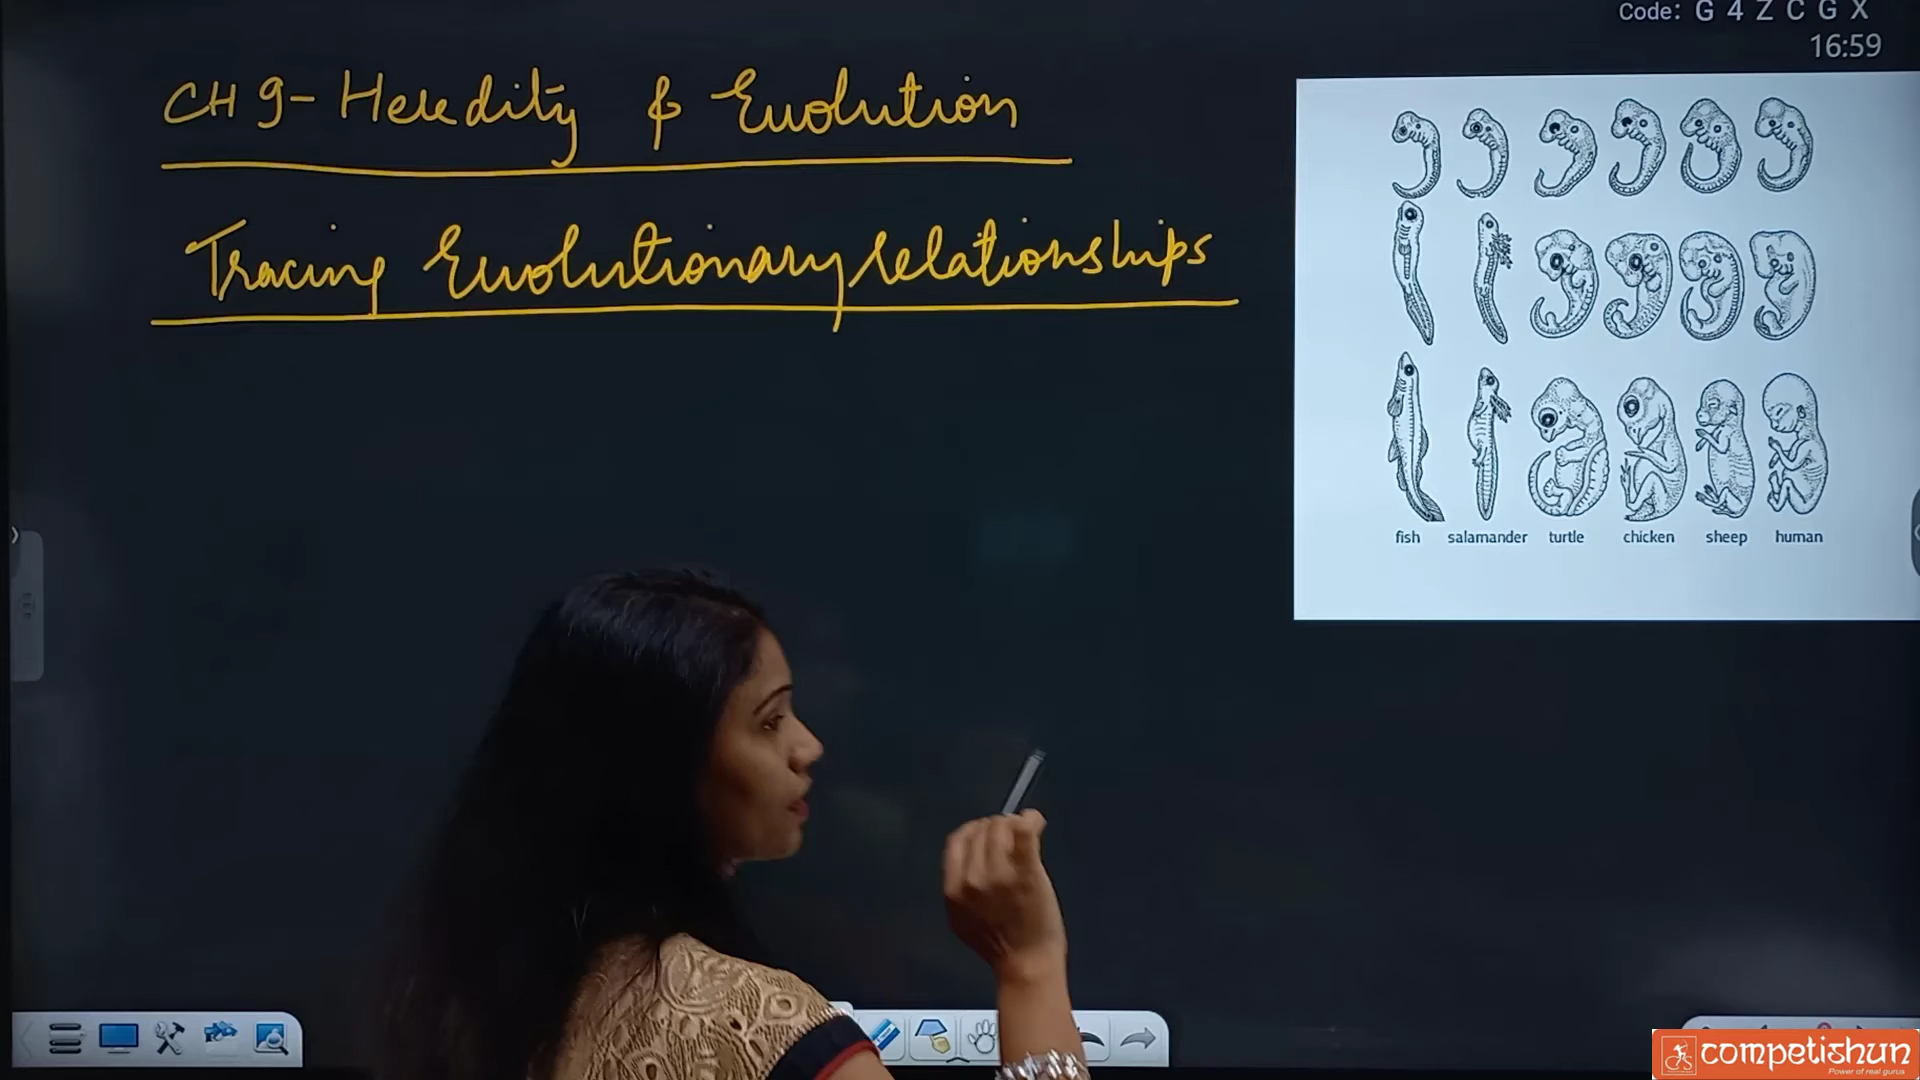 Code: G 4 Z C G X
16:59
CH 9- Heredity & Evolution
Tracing Evolutionary relationships
fish salamander turtle chicken sheep human
competishun
Power of real gurus